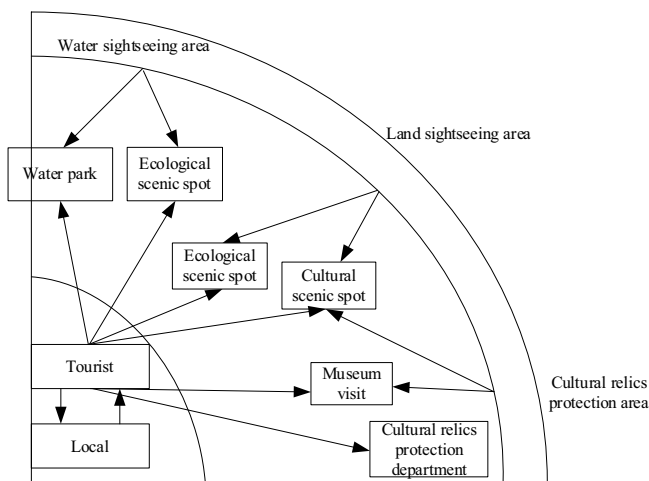 Water sightseeing area
Land sightseeing area
Water park
Ecological
scenic spot
Ecological
scenic spot
Cultural
scenic spot
Tourist
Museum
visit
Cultural relics
protection area
Local
Cultural relics
protection
department